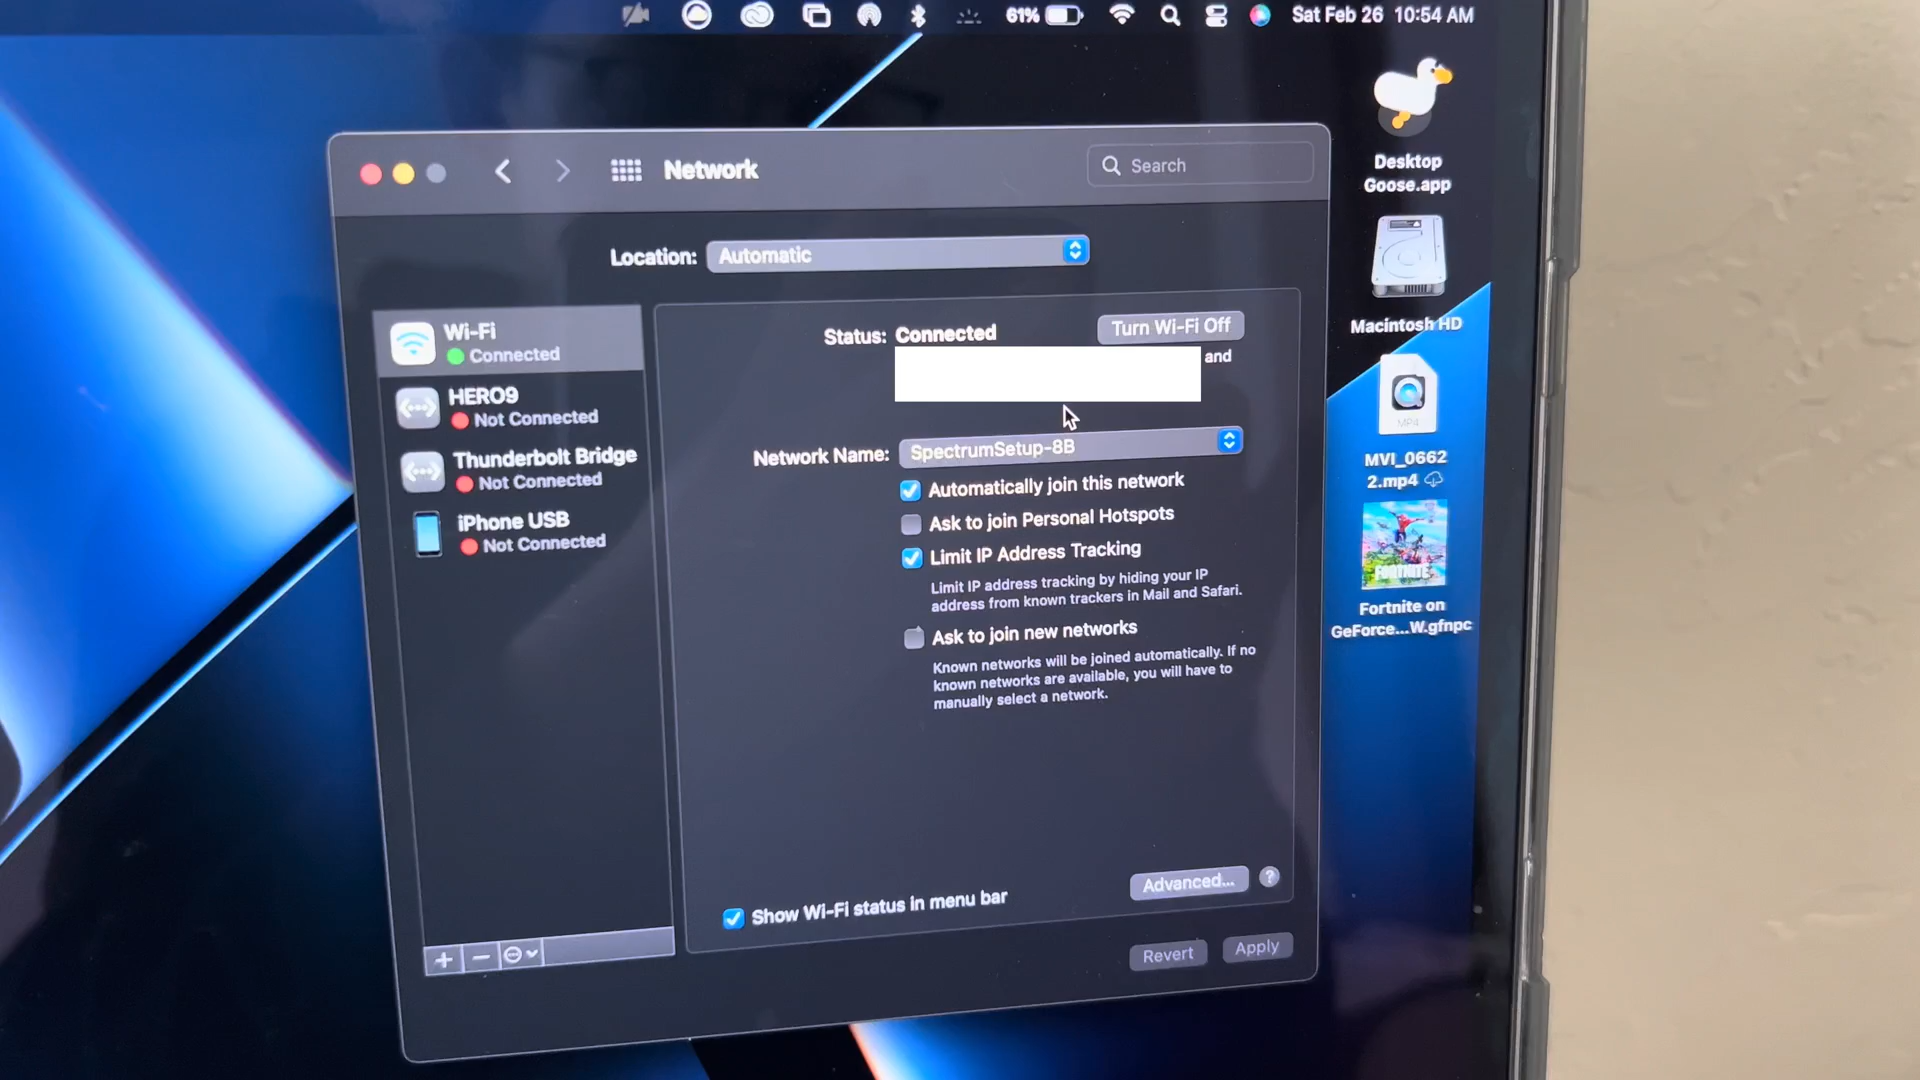 61%
Sat Feb 26 10:54 AM
Network
Search
Location: Automatic
Wi-Fi
Connected
HERO9
Not Connected
Thunderbolt Bridge
Not Connected
iPhone USB
Not Connected
Status: Connected
Turn Wi-Fi Off
and
Network Name: SpectrumSetup-8B
Automatically join this network
Ask to join Personal Hotspots
Limit IP Address Tracking
Limit IP address tracking by hiding your IP
address from known trackers in Mail and Safari.
Ask to join new networks
Known networks will be joined automatically. If no
known networks are available, you will have to
manually select a network.
Show Wi-Fi status in menu bar
Advanced...
?
Revert
Apply
Desktop
Goose.app
Macintosh HD
MP4
MVI_0662
2.mp4
FORTNITE
Fortnite on
GeForce...W.gfnpc